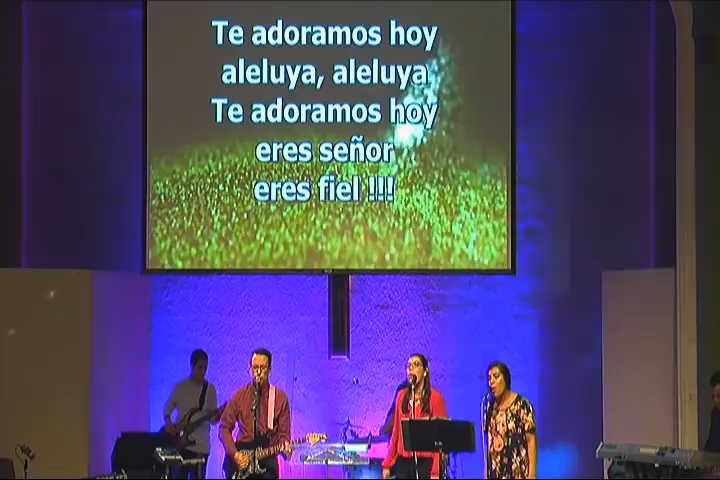 Te adoramos hoy
aleluya, aleluya
Te adoramos hoy
eres señor
eres fiel !!!